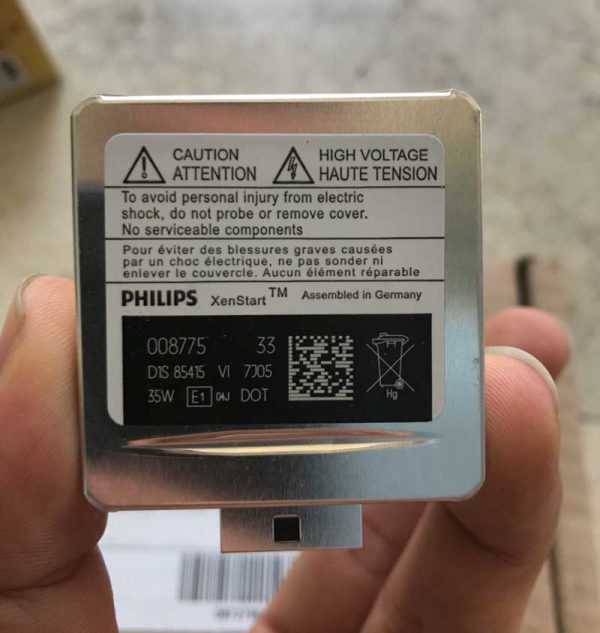 CAUTION
ATTENTION
HIGH VOLTAGE
HAUTE TENSION
To avoid personal injury from electric
shock, do not probe or remove cover.
No serviceable components
Pour éviter des blessures graves causées
par un choc électrique, ne pas sonder ni
enlever le couvercle. Aucun élément réparable
PHILIPS XenStart™ Assembled in Germany
008775 33
D1S 85415 VI 7J05
35W E1 04J DOT
Hg